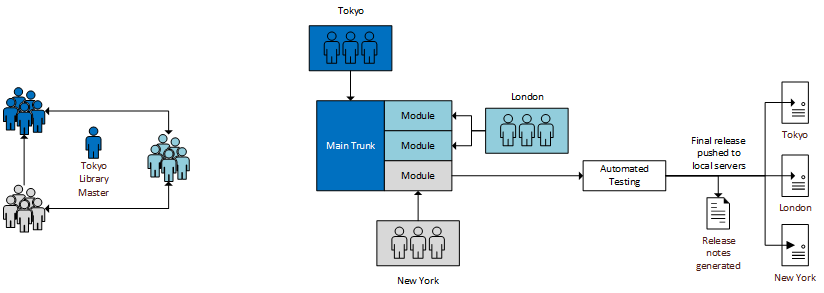 Tokyo
Library
Master
Tokyo
London
Main Trunk
Module
Module
Module
New York
Automated
Testing
Final release
pushed to
local servers
Release
notes
generated
Tokyo
London
New York